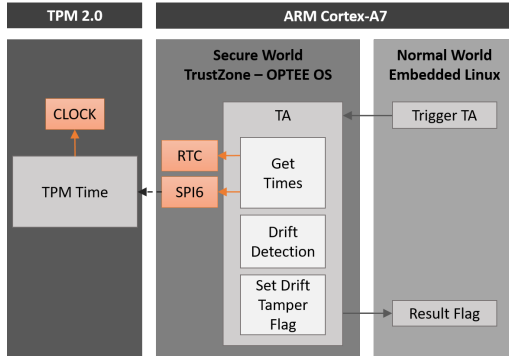 TPM 2.0
ARM Cortex-A7
Secure World
TrustZone – OPTEE OS
Normal World
Embedded Linux
CLOCK
TPM Time
RTC
SPI6
TA
Get
Times
Drift
Detection
Set Drift
Tamper
Flag
Trigger TA
Result Flag